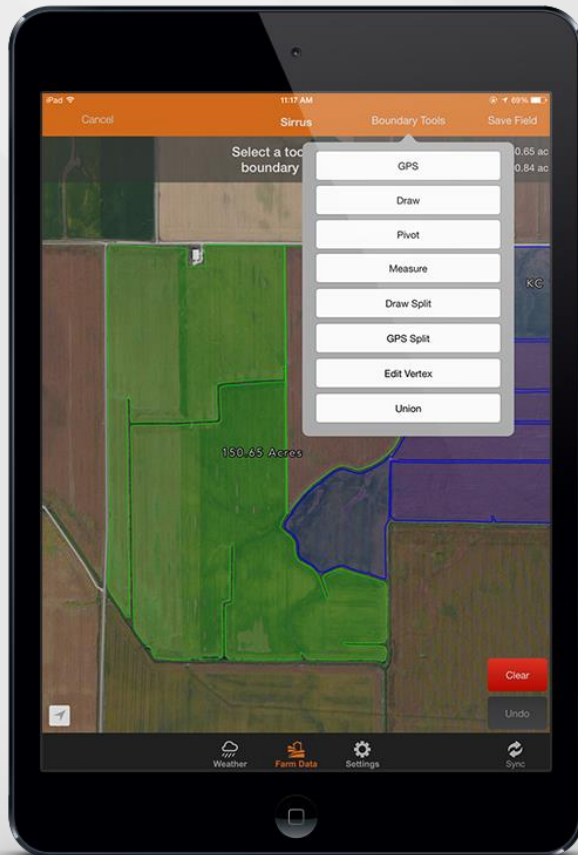 iPad
11:17 AM
69%
Cancel
Sirrus
Boundary Tools
Save Field
Select a
boundary
0.65 ac
0.84 ac
GPS
Draw
Pivot
Measure
Draw Split
GPS Split
Edit Vertex
Union
KC
150.65 Acres
Clear
Undo
Weather
Farm Data
Settings
Sync